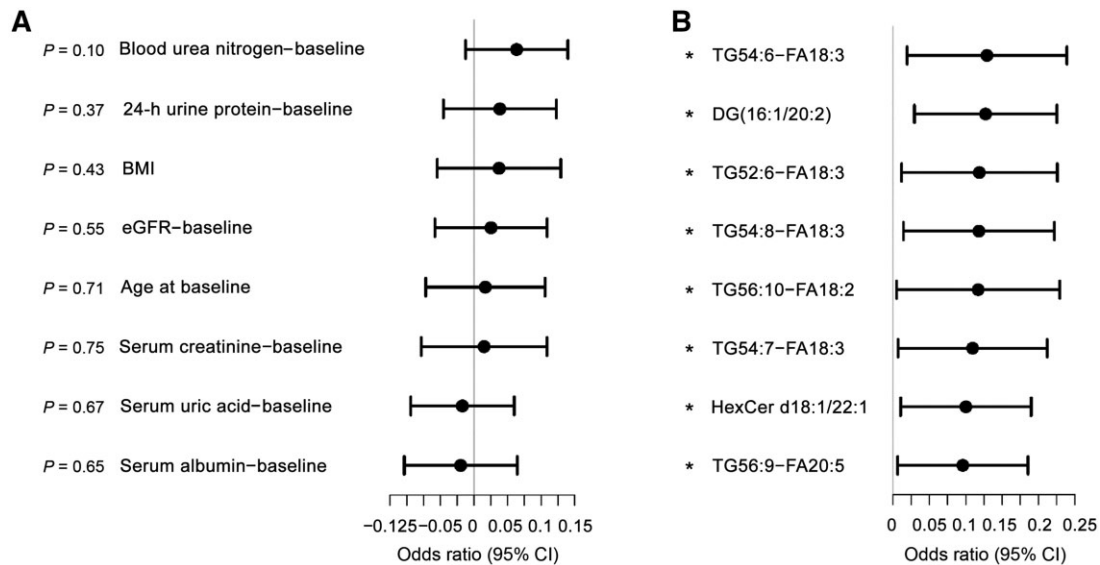 A
P = 0.10 Blood urea nitrogen–baseline
P = 0.37 24-h urine protein–baseline
P = 0.43 BMI
P = 0.55 eGFR–baseline
P = 0.71 Age at baseline
P = 0.75 Serum creatinine–baseline
P = 0.67 Serum uric acid–baseline
P = 0.65 Serum albumin–baseline
−0.125 −0.05 0 0.05 0.1 0.15
Odds ratio (95% CI)
B
* TG54:6–FA18:3
* DG(16:1/20:2)
* TG52:6–FA18:3
* TG54:8–FA18:3
* TG56:10–FA18:2
* TG54:7–FA18:3
* HexCer d18:1/22:1
* TG56:9–FA20:5
0 0.05 0.1 0.15 0.2 0.25
Odds ratio (95% CI)